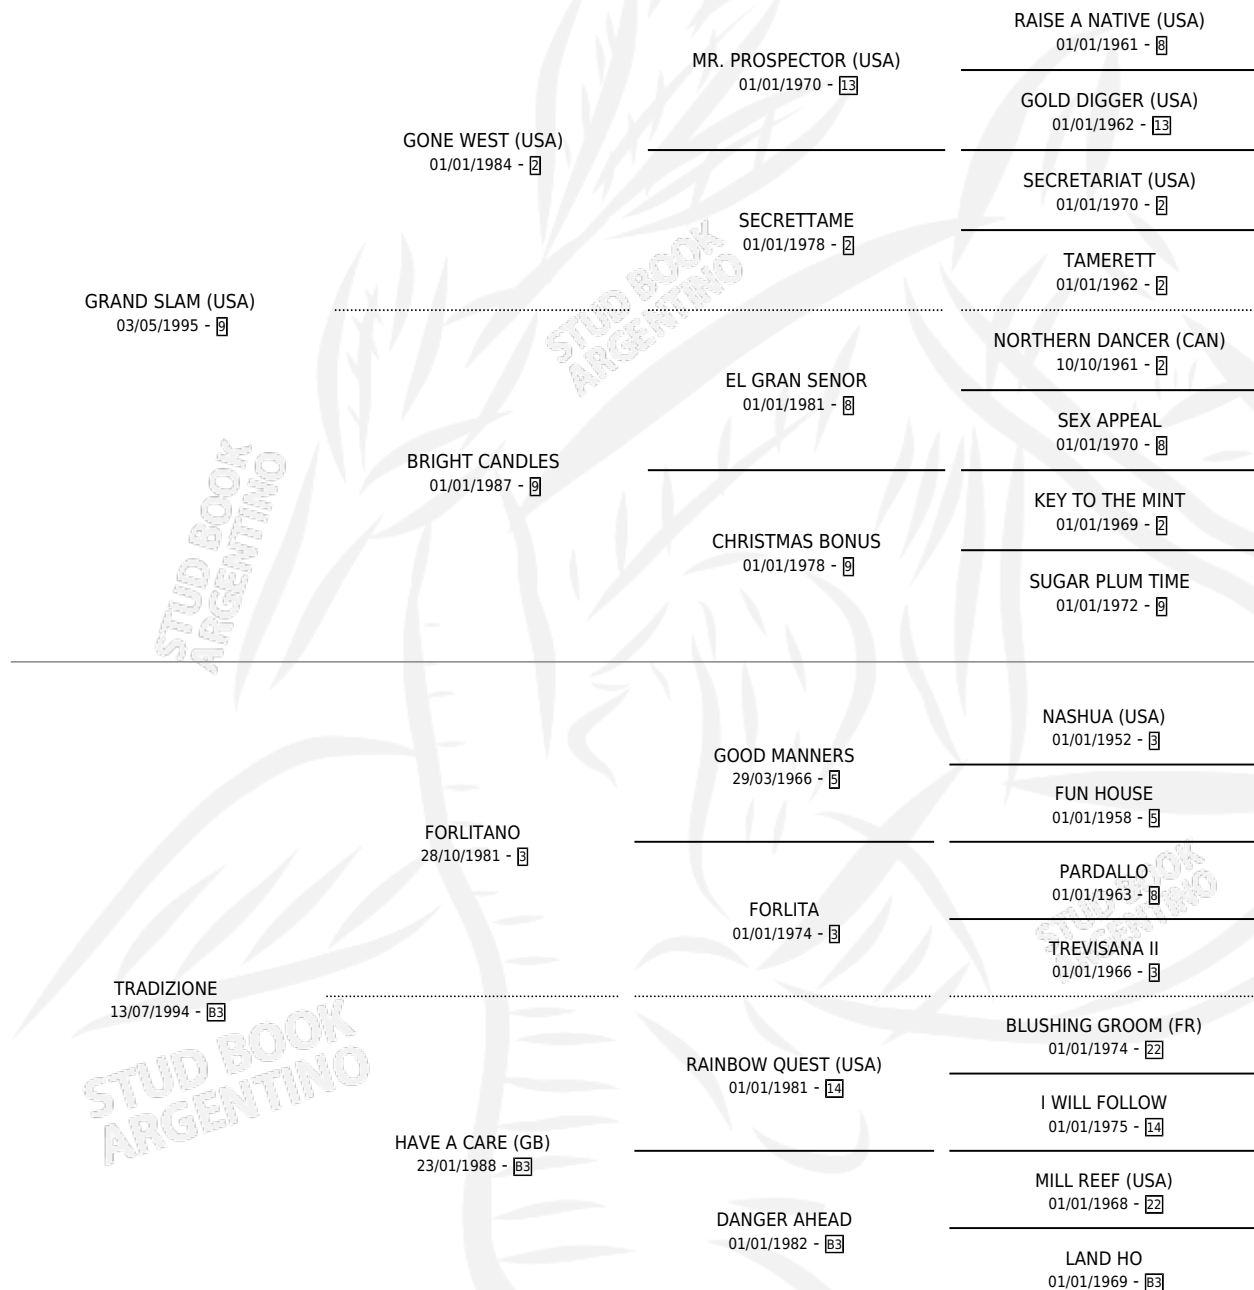 RAISE A NATIVE (USA)
01/01/1961 - 8
MR. PROSPECTOR (USA)
01/01/1970 - 13
GOLD DIGGER (USA)
01/01/1962 - 13
GONE WEST (USA)
01/01/1984 - 2
SECRETARIAT (USA)
01/01/1970 - 2
SECRETTAME
01/01/1978 - 2
TAMERETT
01/01/1962 - 2
GRAND SLAM (USA)
03/05/1995 - 9
NORTHERN DANCER (CAN)
10/10/1961 - 2
EL GRAN SENOR
01/01/1981 - 8
SEX APPEAL
01/01/1970 - 8
BRIGHT CANDLES
01/01/1987 - 9
KEY TO THE MINT
01/01/1969 - 2
CHRISTMAS BONUS
01/01/1978 - 9
SUGAR PLUM TIME
01/01/1972 - 9
STUD BOOK
ARGENTINO
STUD BOOK
ARGENTINO
NASHUA (USA)
01/01/1952 - 3
GOOD MANNERS
29/03/1966 - 5
FUN HOUSE
01/01/1958 - 5
FORLITANO
28/10/1981 - 3
PARDALLO
01/01/1963 - 8
FORLITA
01/01/1974 - 3
TREVISANA II
01/01/1966 - 3
TRADIZIONE
13/07/1994 - B3
BLUSHING GROOM (FR)
01/01/1974 - 22
RAINBOW QUEST (USA)
01/01/1981 - 14
I WILL FOLLOW
01/01/1975 - 14
HAVE A CARE (GB)
23/01/1988 - B3
MILL REEF (USA)
01/01/1968 - 22
DANGER AHEAD
01/01/1982 - B3
LAND HO
01/01/1969 - B3
STUD BOOK
ARGENTINO
STUD BOOK
ARGENTINO